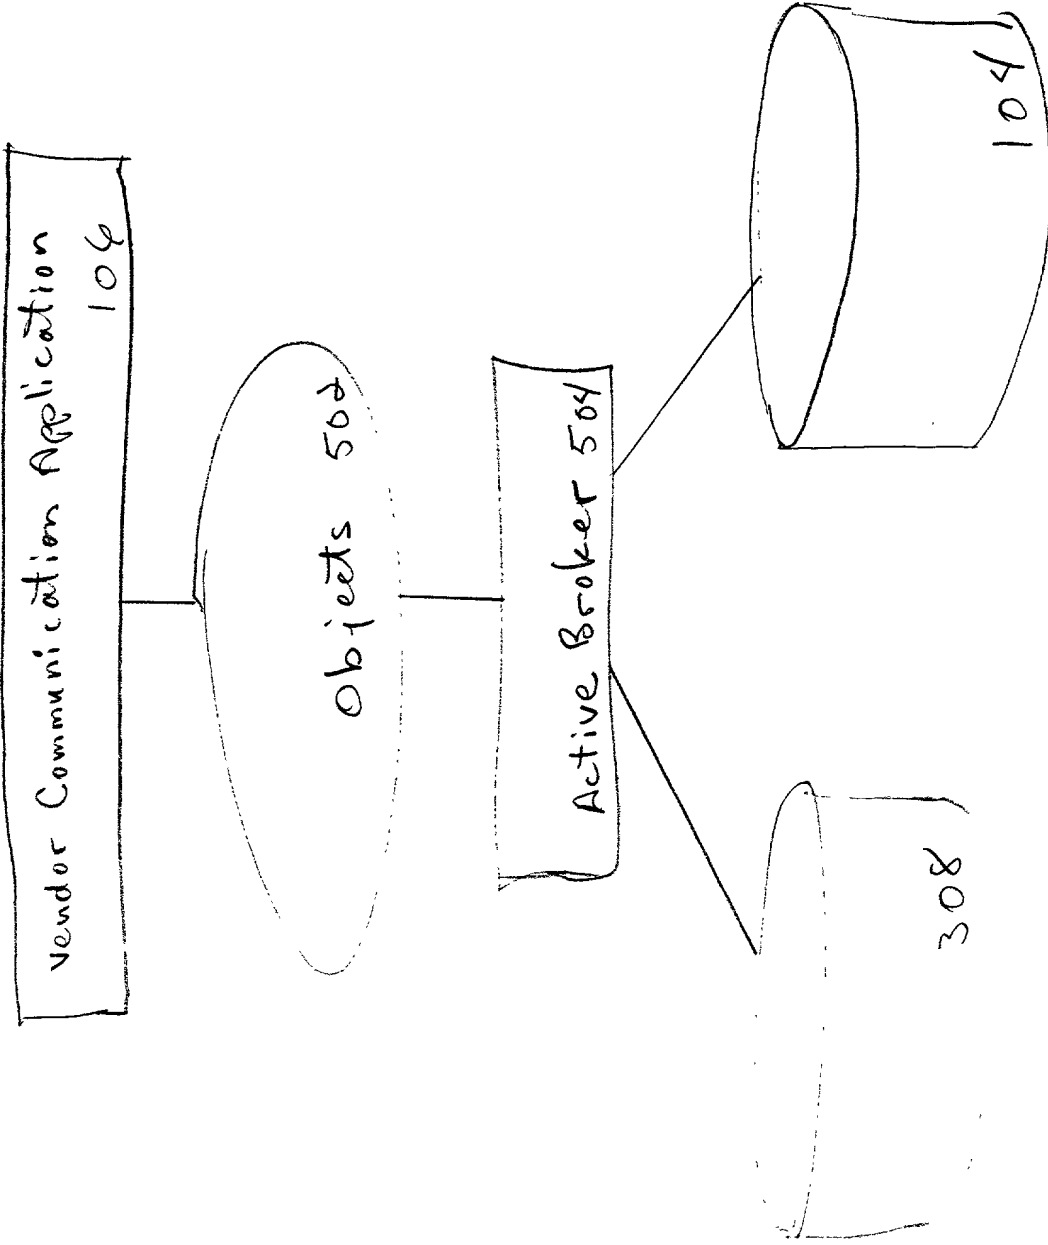 Vendor Communication Application
106
Objects 502
Active Broker 504
308
104